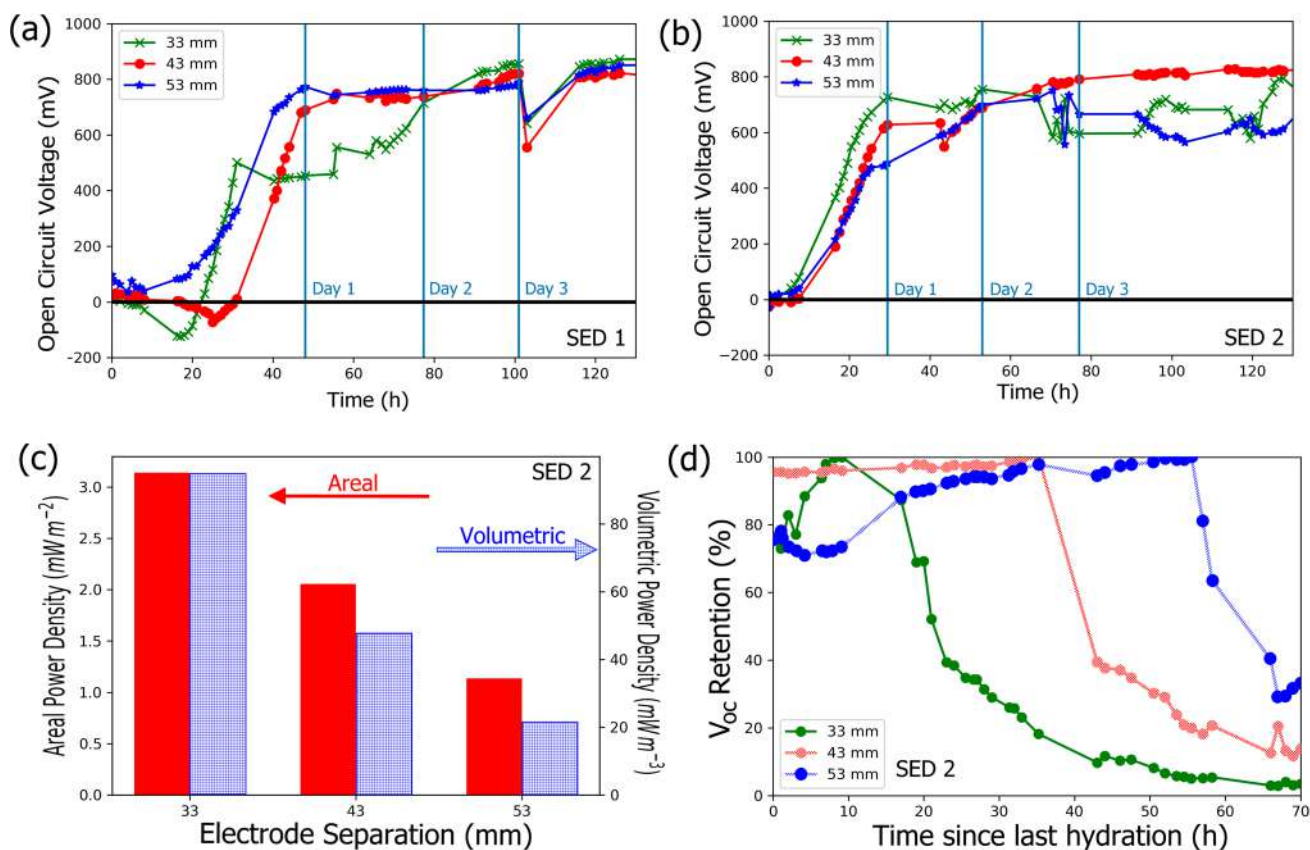 (a)
1000
800
600
400
200
0
-200
Open Circuit Voltage (mV)
33 mm
43 mm
53 mm
Day 1
Day 2
Day 3
SED 1
0 20 40 60 80 100 120
Time (h)
(b)
1000
800
600
400
200
0
-200
Open Circuit Voltage (mV)
33 mm
43 mm
53 mm
Day 1
Day 2
Day 3
SED 2
0 20 40 60 80 100 120
Time (h)
(c)
SED 2
3.0
2.5
2.0
1.5
1.0
0.5
0.0
Areal Power Density (mWm⁻²)
Areal
Volumetric
80
60
40
20
0
Volumetric Power Density (mWm⁻³)
33 43 53
Electrode Separation (mm)
(d)
100
80
60
40
20
0
V_OC Retention (%)
33 mm
43 mm
53 mm
SED 2
0 10 20 30 40 50 60 70
Time since last hydration (h)